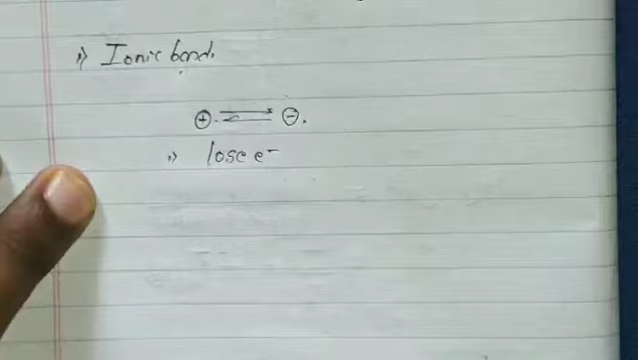 i) Ionic bond.
⊕. ⇌ ⊖.
i) lose e⁻